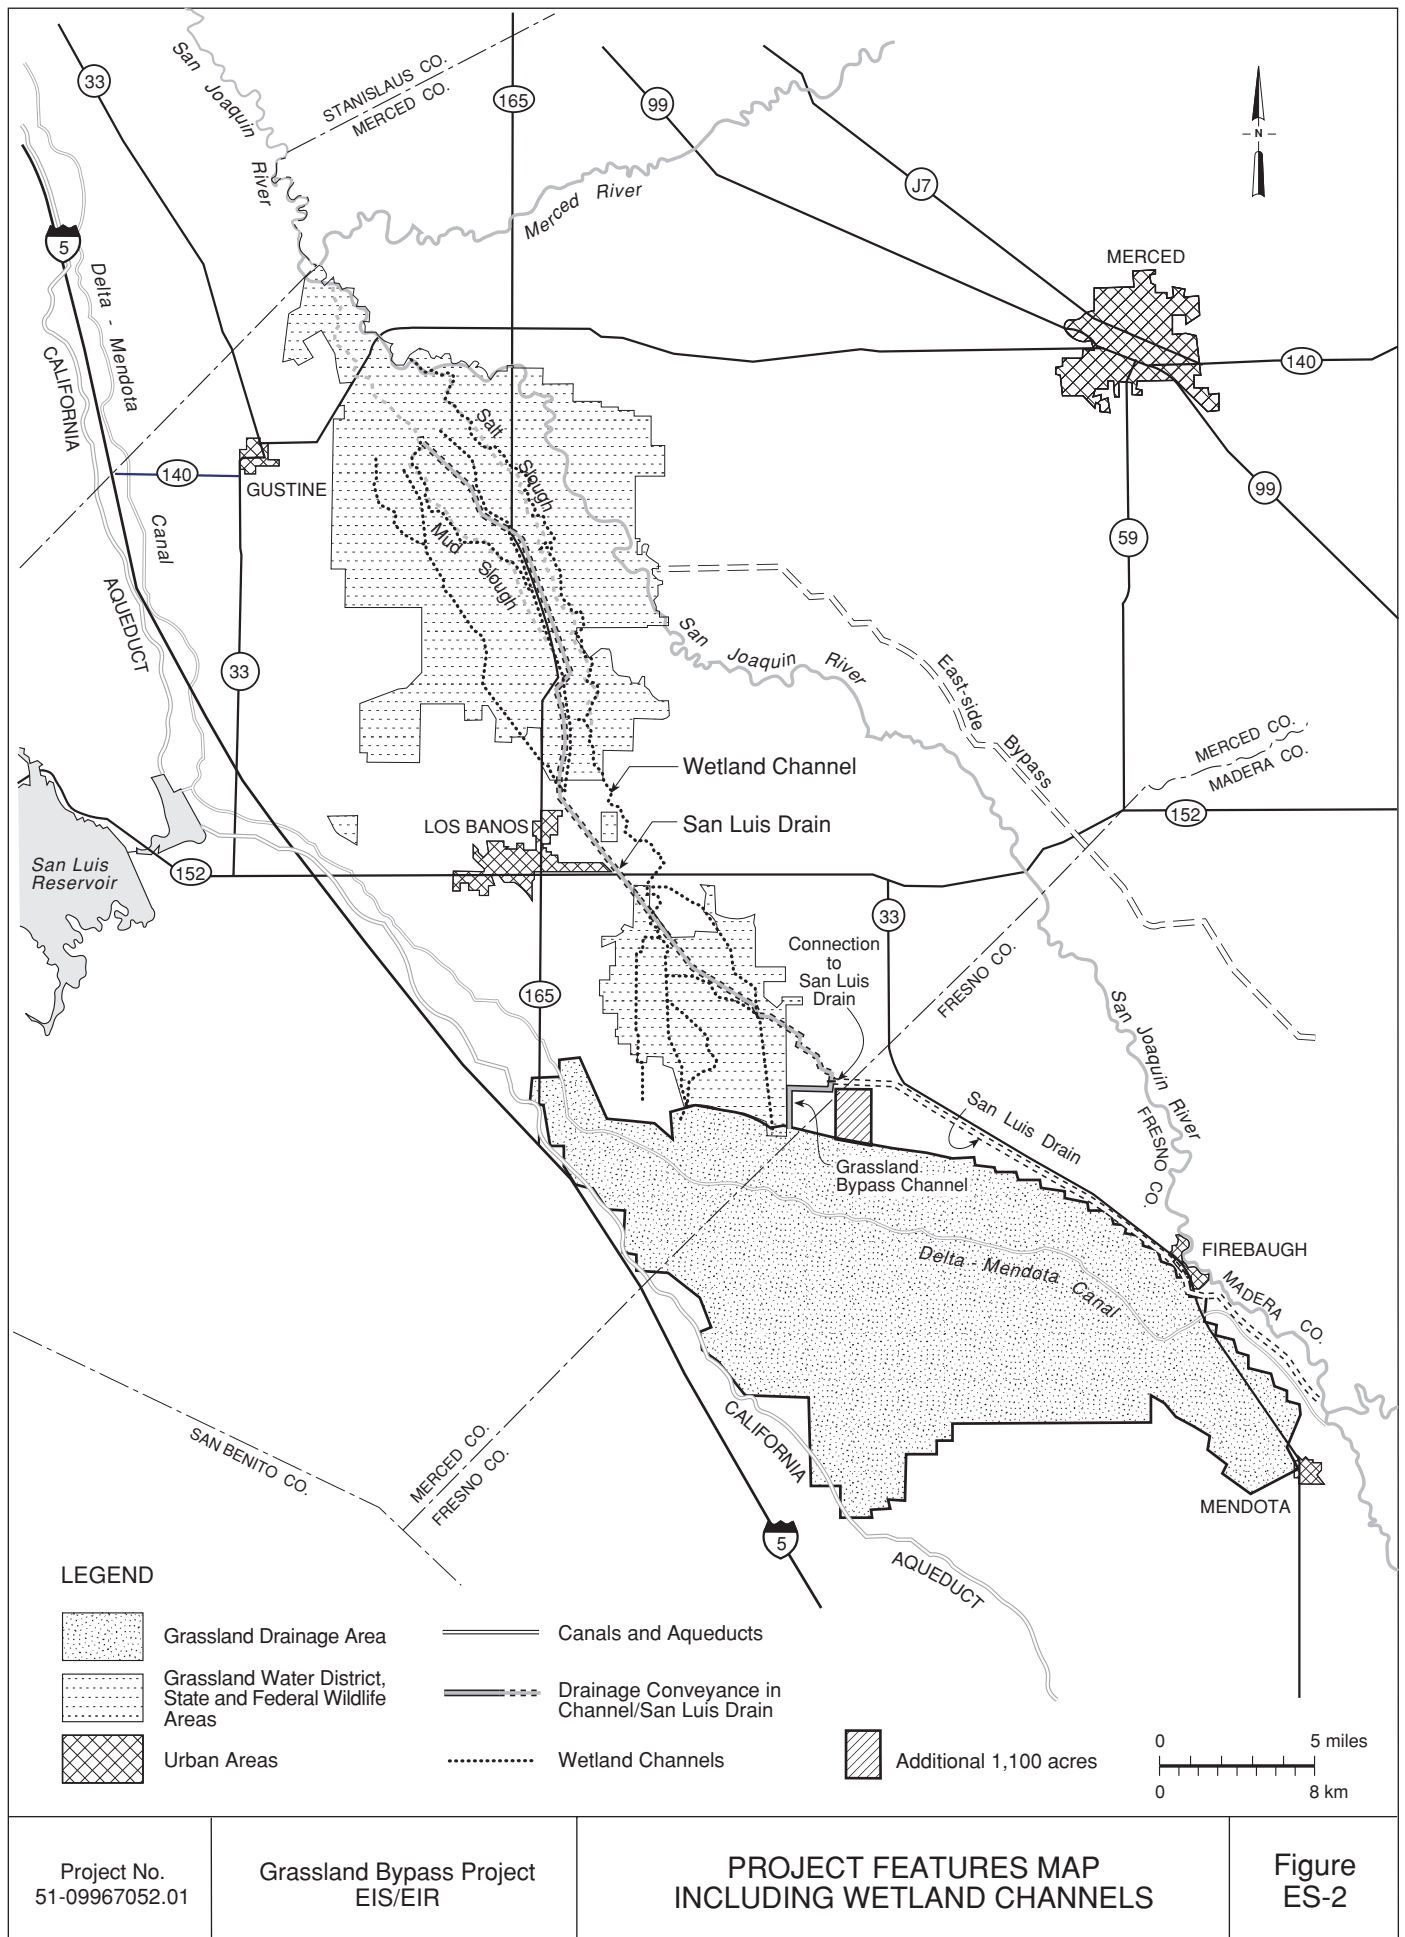 33
San Joaquin
River
STANISLAUS CO.
MERCED CO.
165
99
J7
N
Merced River
5
Delta - Mendota
Canal
CALIFORNIA
AQUEDUCT
MERCED
140
140
GUSTINE
Salt
Slough
Mud
Slough
99
59
33
San Joaquin River
East-side
Bypass
MERCED CO.
MADERA CO.
Wetland Channel
LOS BANOS
San Luis Drain
152
San Luis
Reservoir
152
33
Connection
to
San Luis
Drain
FRESNO CO.
165
San Joaquin River
FRESNO CO.
San Luis Drain
Grassland
Bypass Channel
FIREBAUGH
MADERA CO.
Delta - Mendota Canal
CALIFORNIA
AQUEDUCT
SAN BENITO CO.
MERCED CO.
FRESNO CO.
MENDOTA
5
LEGEND
Grassland Drainage Area
Grassland Water District,
State and Federal Wildlife
Areas
Urban Areas
Canals and Aqueducts
Drainage Conveyance in
Channel/San Luis Drain
Wetland Channels
Additional 1,100 acres
0 5 miles
0 8 km
Project No.
51-09967052.01
Grassland Bypass Project
EIS/EIR
PROJECT FEATURES MAP
INCLUDING WETLAND CHANNELS
Figure
ES-2